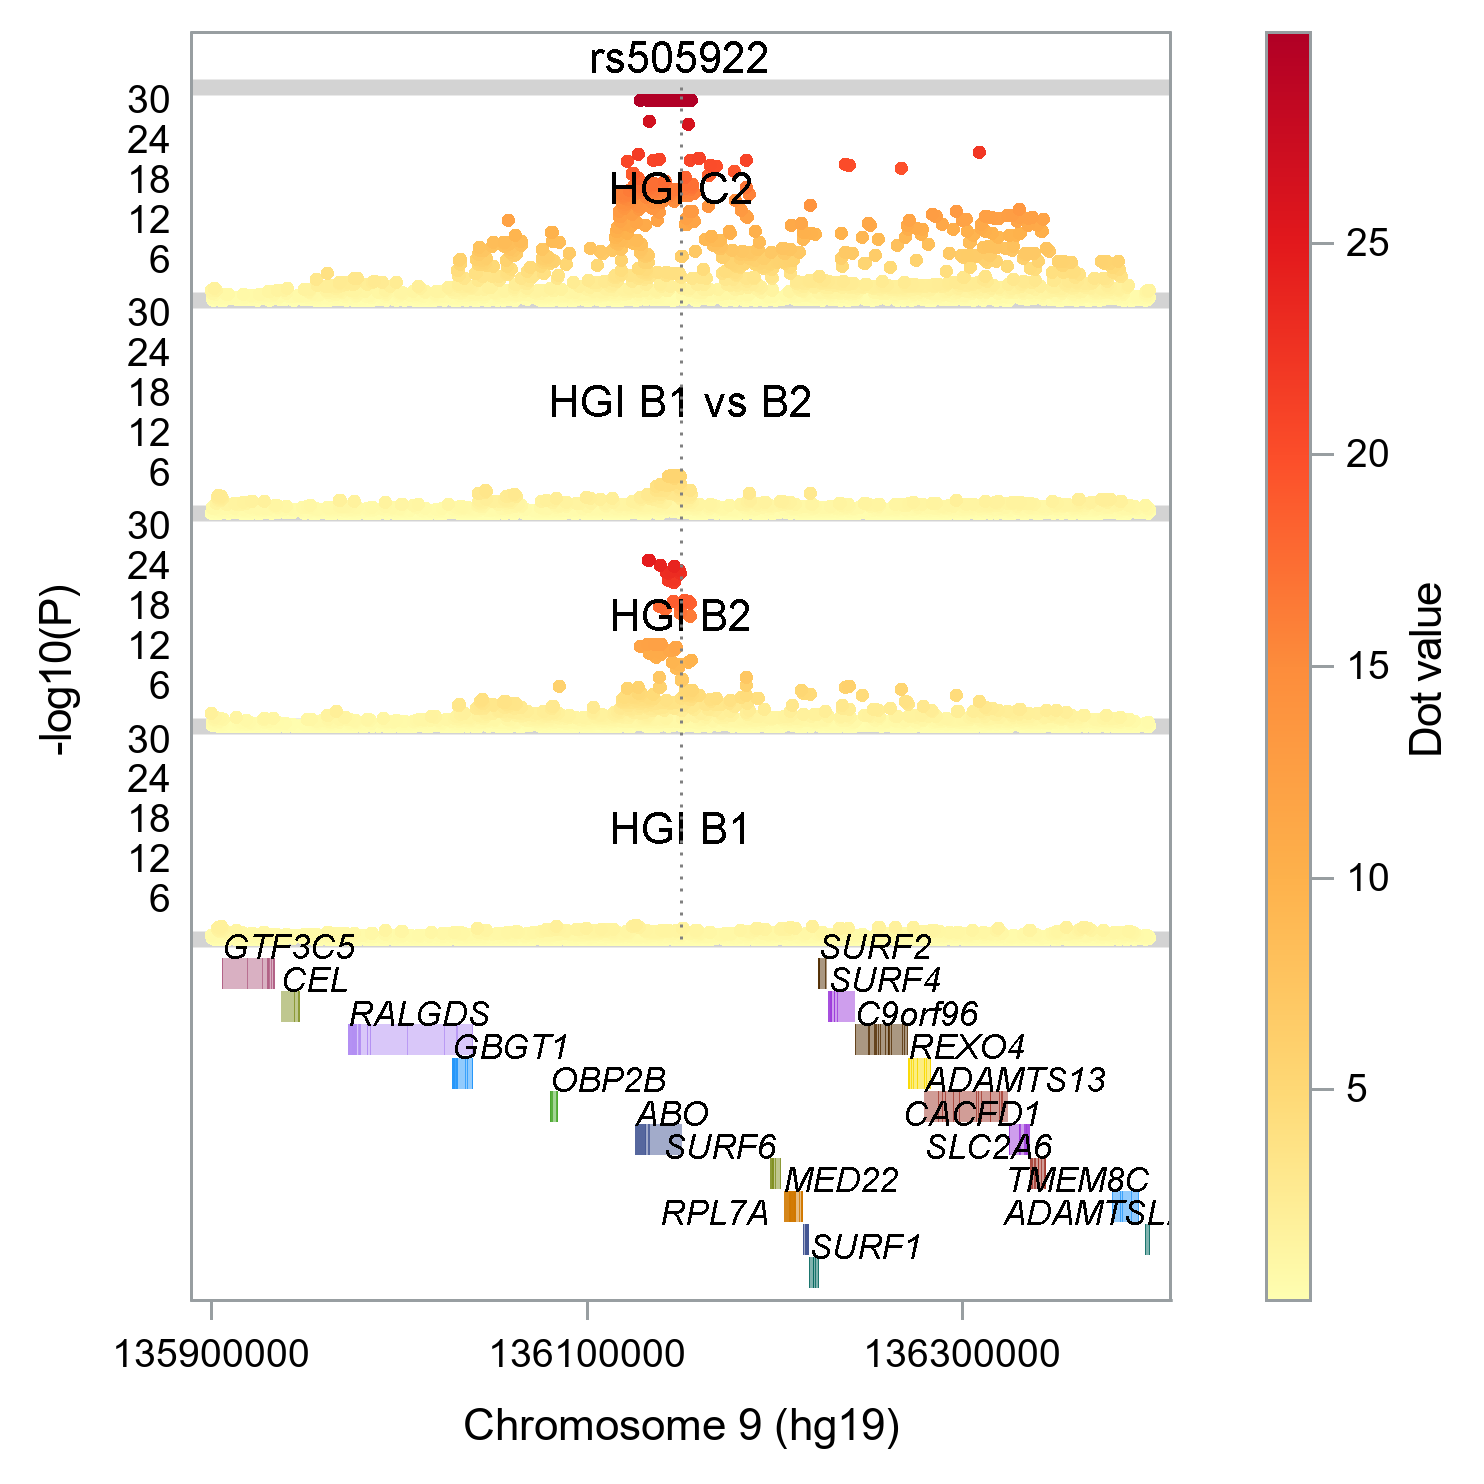 rs505922
30
24
18
12
6
HGI C2
30
24
18
12
6
HGI B1 vs B2
30
24
18
12
6
HGI B2
30
24
18
12
6
HGI B1
-log10(P)
GTF3C5
SURF2
CEL
SURF4
RALGDS
C9orf96
GBGT1
REXO4
OBP2B
ADAMTS13
ABO
CACFD1
SURF6
SLC2A6
MED22
TMEM8C
RPL7A
ADAMTSL
SURF1
135900000
136100000
136300000
Chromosome 9 (hg19)
25
20
15
10
5
Dot value